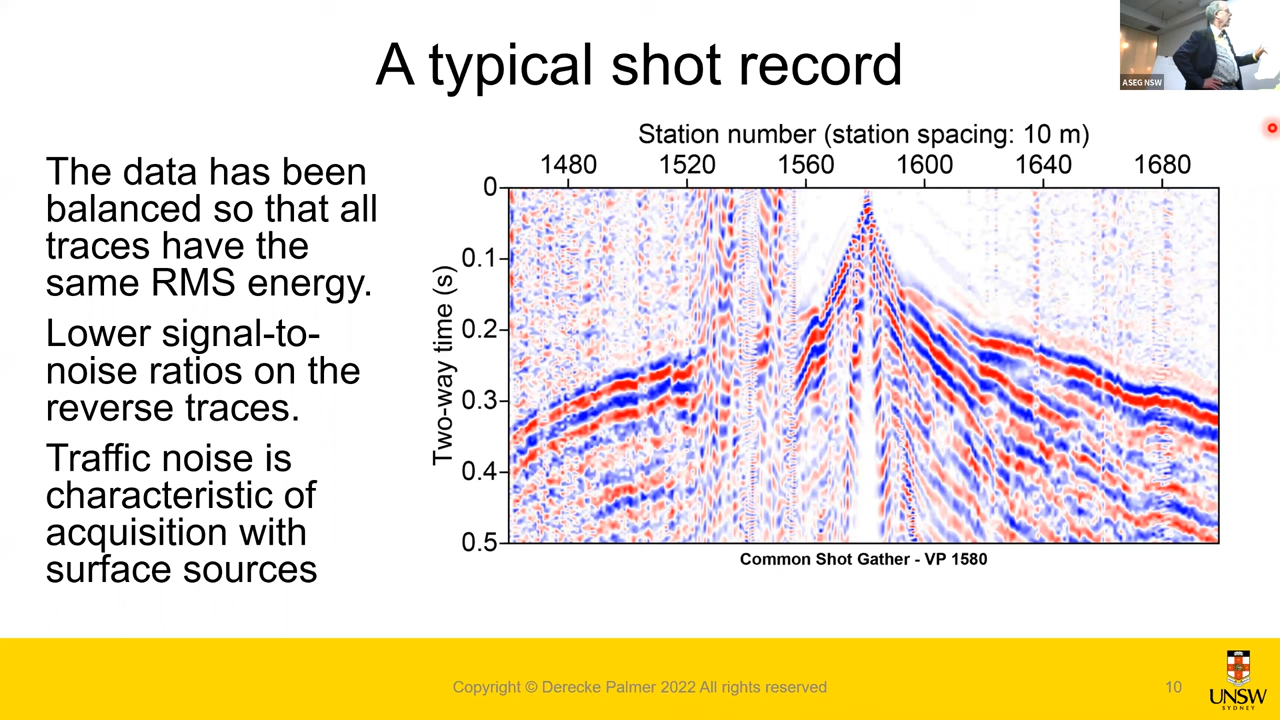 A typical shot record
ASEG NSW
The data has been
balanced so that all
traces have the
same RMS energy.
Lower signal-to-
noise ratios on the
reverse traces.
Traffic noise is
characteristic of
acquisition with
surface sources
Station number (station spacing: 10 m)
1480 1520 1560 1600 1640 1680
Two-way time (s)
0
0.1
0.2
0.3
0.4
0.5
Common Shot Gather - VP 1580
Copyright © Derecke Palmer 2022 All rights reserved
10
UNSW
SYDNEY